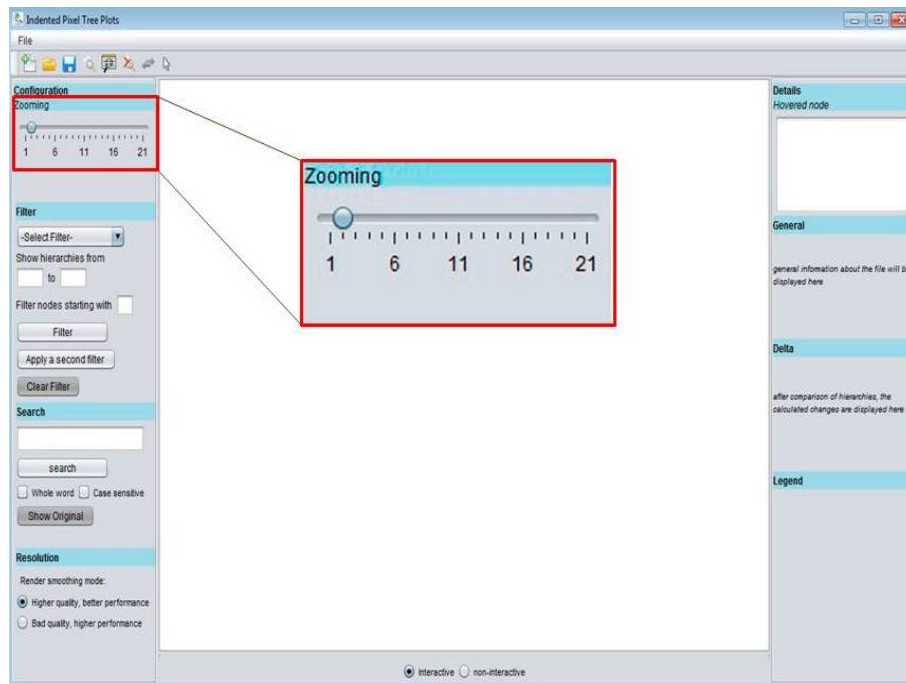 Indented Pixel Tree Plots
File
Configuration
Zooming
1 6 11 16 21
Filter
-Select Filter-
Show hierarchies from
to
Filter nodes starting with
Filter
Apply a second filter
Clear Filter
Search
search
Whole word Case sensitive
Show Original
Resolution
Render smoothing mode:
Higher quality, better performance
Bad quality, higher performance
Zooming
1 6 11 16 21
Interactive non-interactive
Details
Hovered node
General
general information about the file will b
displayed here
Delta
after comparison of hierarchies, the
calculated changes are displayed here
Legend